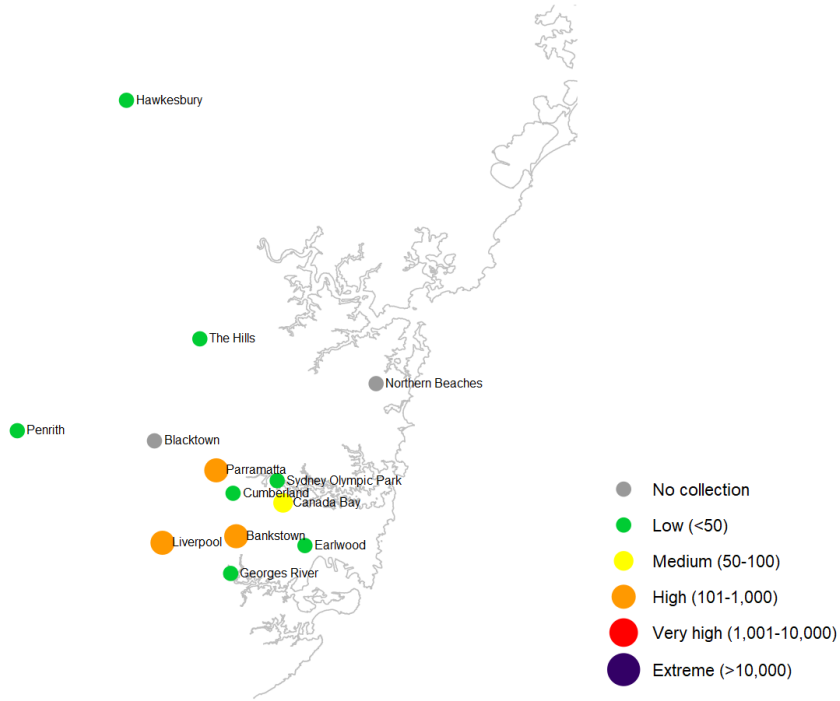 Hawkesbury
The Hills
Northern Beaches
Penrith
Blacktown
Parramatta
Sydney Olympic Park
Cumberland
Canada Bay
Liverpool
Bankstown
Earlwood
Georges River
No collection
Low (<50)
Medium (50-100)
High (101-1,000)
Very high (1,001-10,000)
Extreme (>10,000)